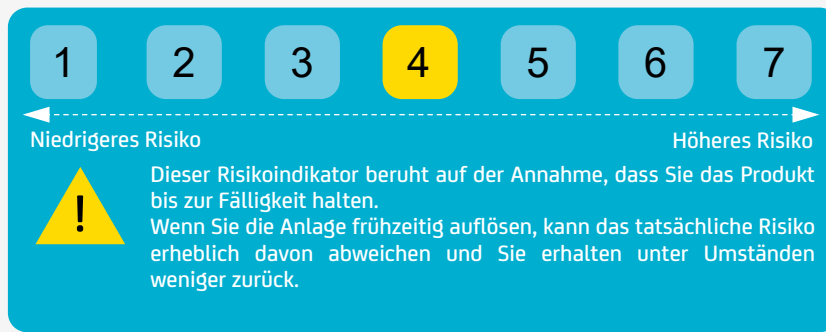 1 2 3 4 5 6 7
Niedrigeres Risiko Höheres Risiko
Dieser Risikoindikator beruht auf der Annahme, dass Sie das Produkt
bis zur Fälligkeit halten.
Wenn Sie die Anlage frühzeitig auflösen, kann das tatsächliche Risiko
erheblich davon abweichen und Sie erhalten unter Umständen
weniger zurück.
!